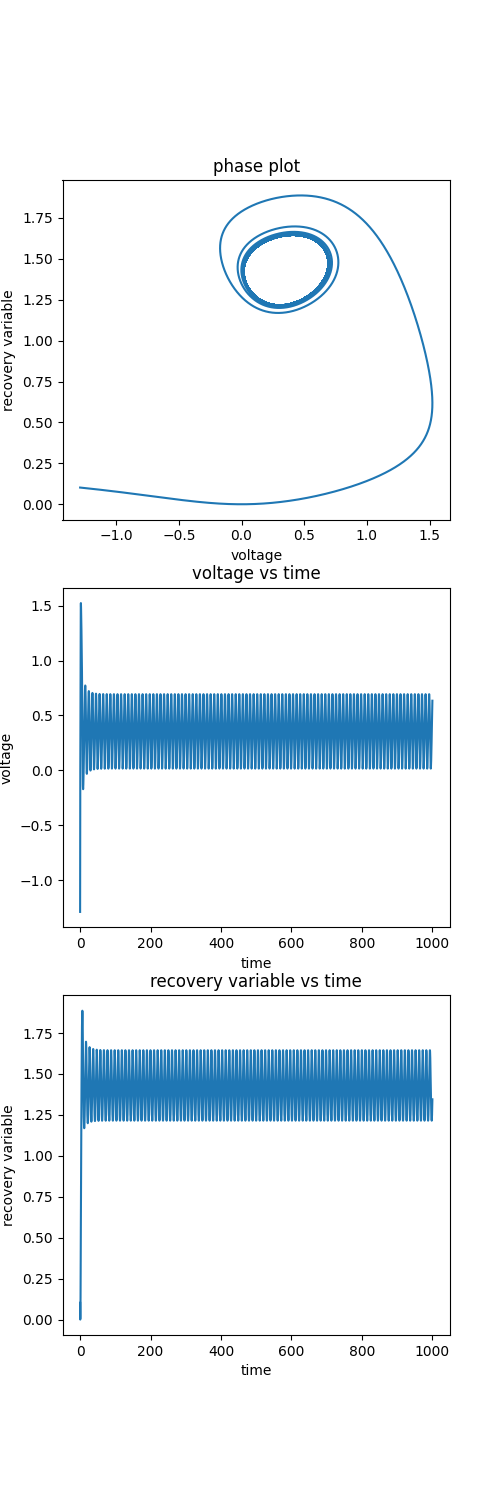 phase plot
1.75
1.50
1.25
1.00
0.75
0.50
0.25
0.00
recovery variable
−1.0 −0.5 0.0 0.5 1.0 1.5
voltage
voltage vs time
1.5
1.0
0.5
0.0
−0.5
−1.0
voltage
0 200 400 600 800 1000
time
recovery variable vs time
1.75
1.50
1.25
1.00
0.75
0.50
0.25
0.00
recovery variable
0 200 400 600 800 1000
time